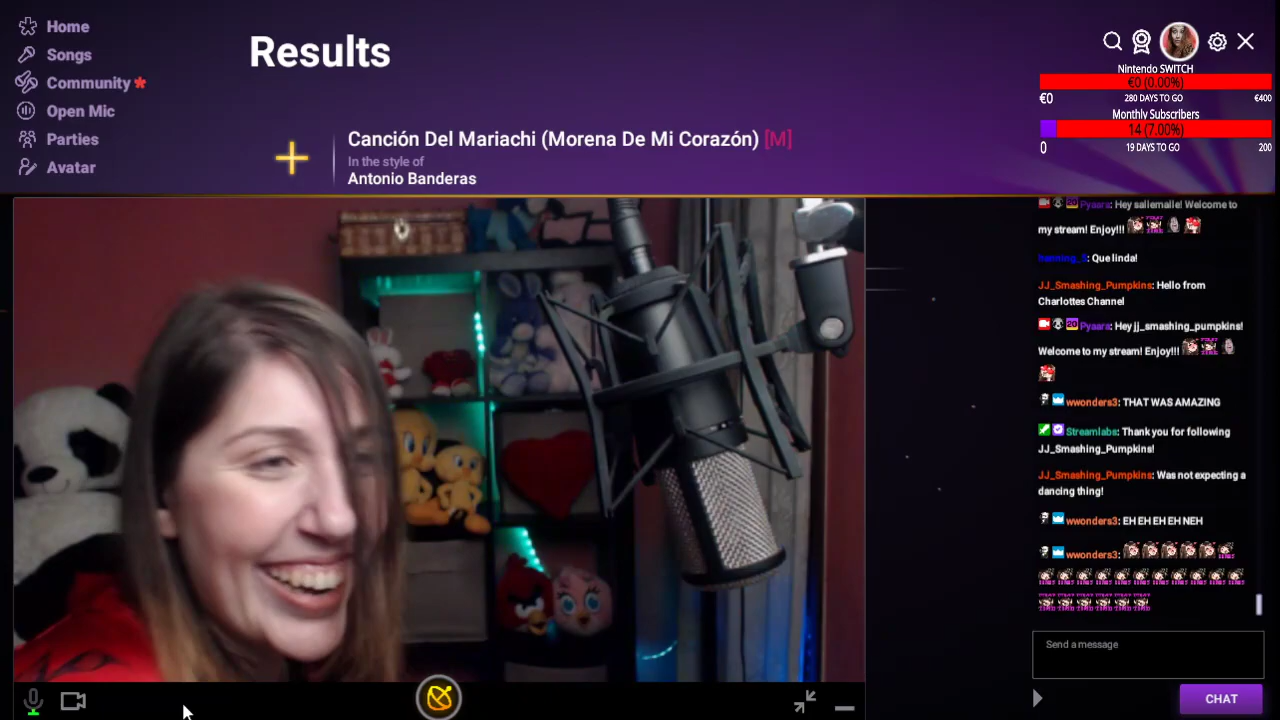 Home
Songs
Community *
Open Mic
Parties
Avatar
Results
Canción Del Mariachi (Morena De Mi Corazón) [M]
In the style of
Antonio Banderas
Nintendo SWITCH
€0 (0.00%)
€0 280 DAYS TO GO €400
Monthly Subscribers
14 (7.00%)
0 19 DAYS TO GO 200
Pyaara: Hey sallemalle! Welcome to
my stream! Enjoy!!!
: Que linda!
JJ_Smashing_Pumpkins: Hello from
Charlottes Channel
20 Pyaara: Hey jj_smashing_pumpkins!
Welcome to my stream! Enjoy!!!
wwonders3: THAT WAS AMAZING
Streamlabs: Thank you for following
JJ_Smashing_Pumpkins!
JJ_Smashing_Pumpkins: Was not expecting a
dancing thing!
wwonders3: EH EH EH EH NEH
wwonders3:
Send a message
CHAT